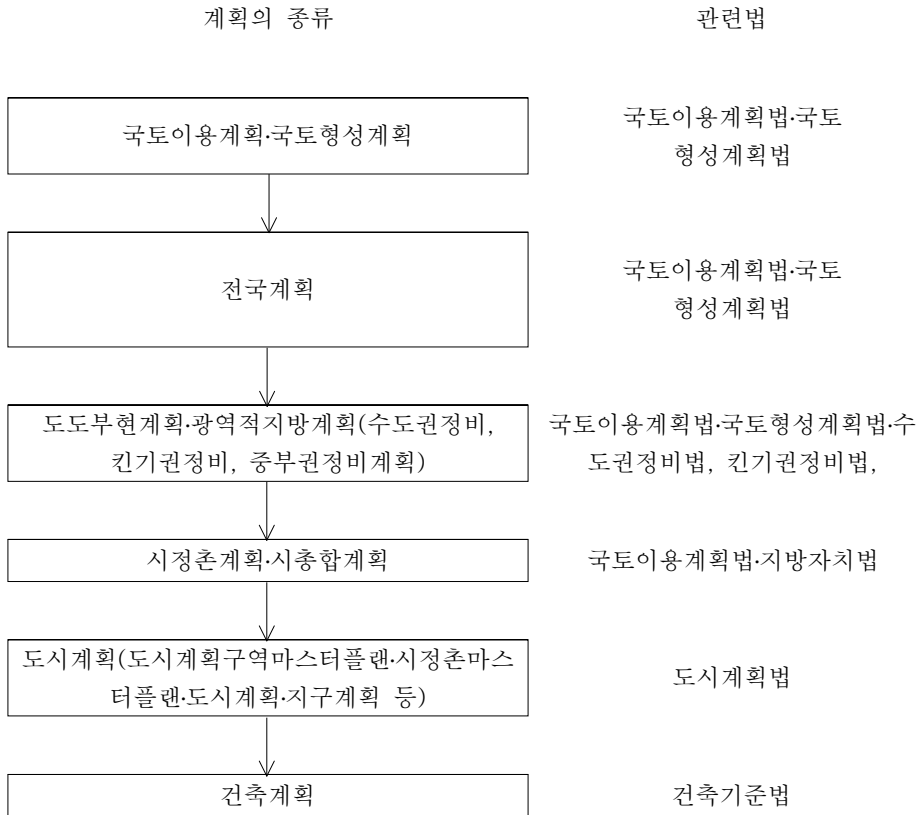 계획의 종류 관련법
국토이용계획·국토형성계획
국토이용계획법·국토
형성계획법
전국계획
국토이용계획법·국토
형성계획법
도도부현계획·광역적지방계획(수도권정비,
킨기권정비, 중부권정비계획)
국토이용계획법·국토형성계획법·수
도권정비법, 킨기권정비법,
시정촌계획·시총합계획
국토이용계획법·지방자치법
도시계획(도시계획구역마스터플랜·시정촌마스
터플랜·도시계획·지구계획 등)
도시계획법
건축계획
건축기준법